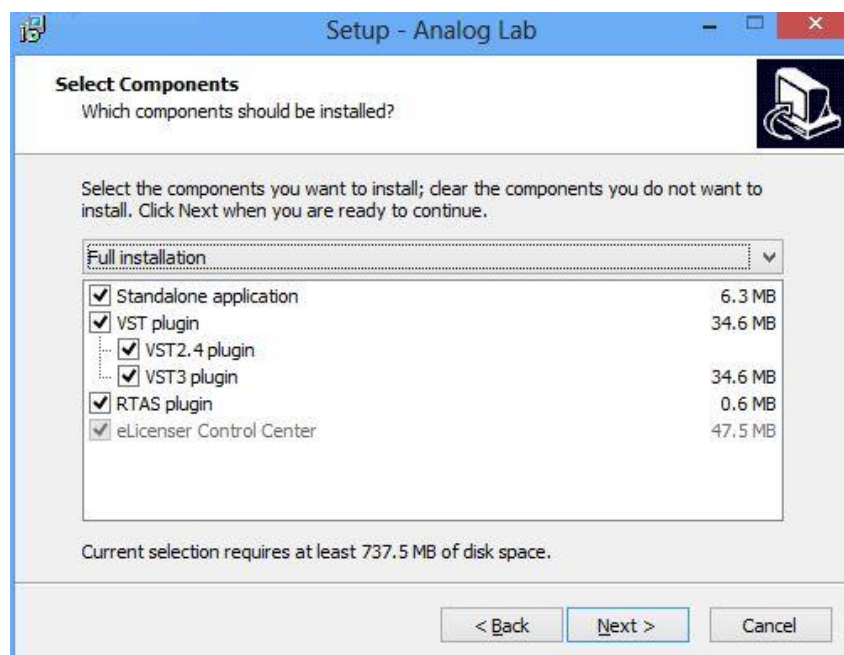 Setup - Analog Lab
Select Components
Which components should be installed?
Select the components you want to install; clear the components you do not want to
install. Click Next when you are ready to continue.
Full installation
Standalone application 6.3 MB
VST plugin 34.6 MB
VST2.4 plugin
VST3 plugin 34.6 MB
RTAS plugin 0.6 MB
eLicenser Control Center 47.5 MB
Current selection requires at least 737.5 MB of disk space.
< Back Next > Cancel